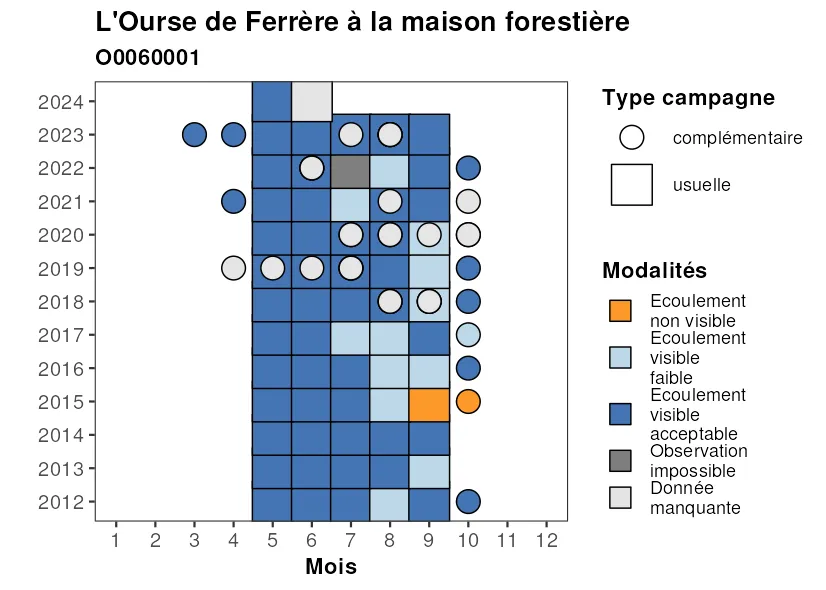 L'Ourse de Ferrère à la maison forestière
O0060001
2024
2023
2022
2021
2020
2019
2018
2017
2016
2015
2014
2013
2012
1 2 3 4 5 6 7 8 9 10 11 12
Mois
Type campagne
complémentaire
usuelle
Modalités
Ecoulement
non visible
Ecoulement
visible
faible
Ecoulement
visible
acceptable
Observation
impossible
Donnée
manquante